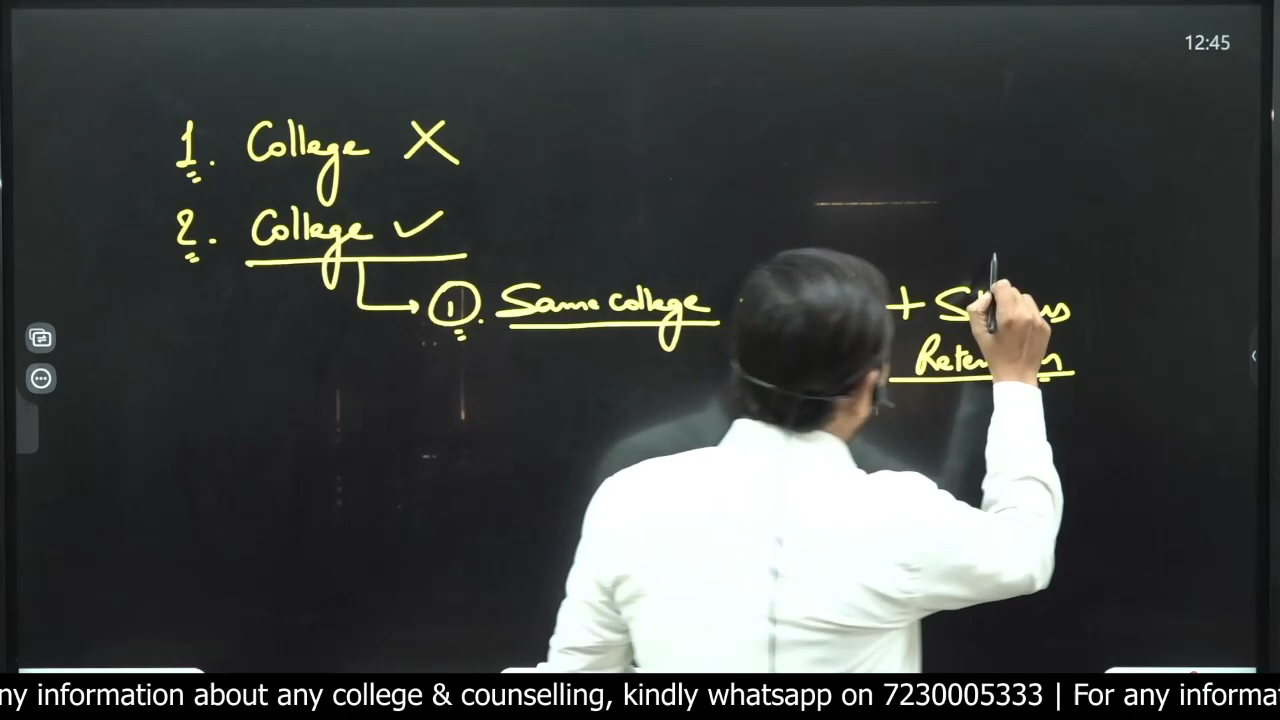 12:45
1. College X
2. College ✓
1. Same college +
ny information about any college & counselling, kindly whatsapp on 7230005333 | For any informat